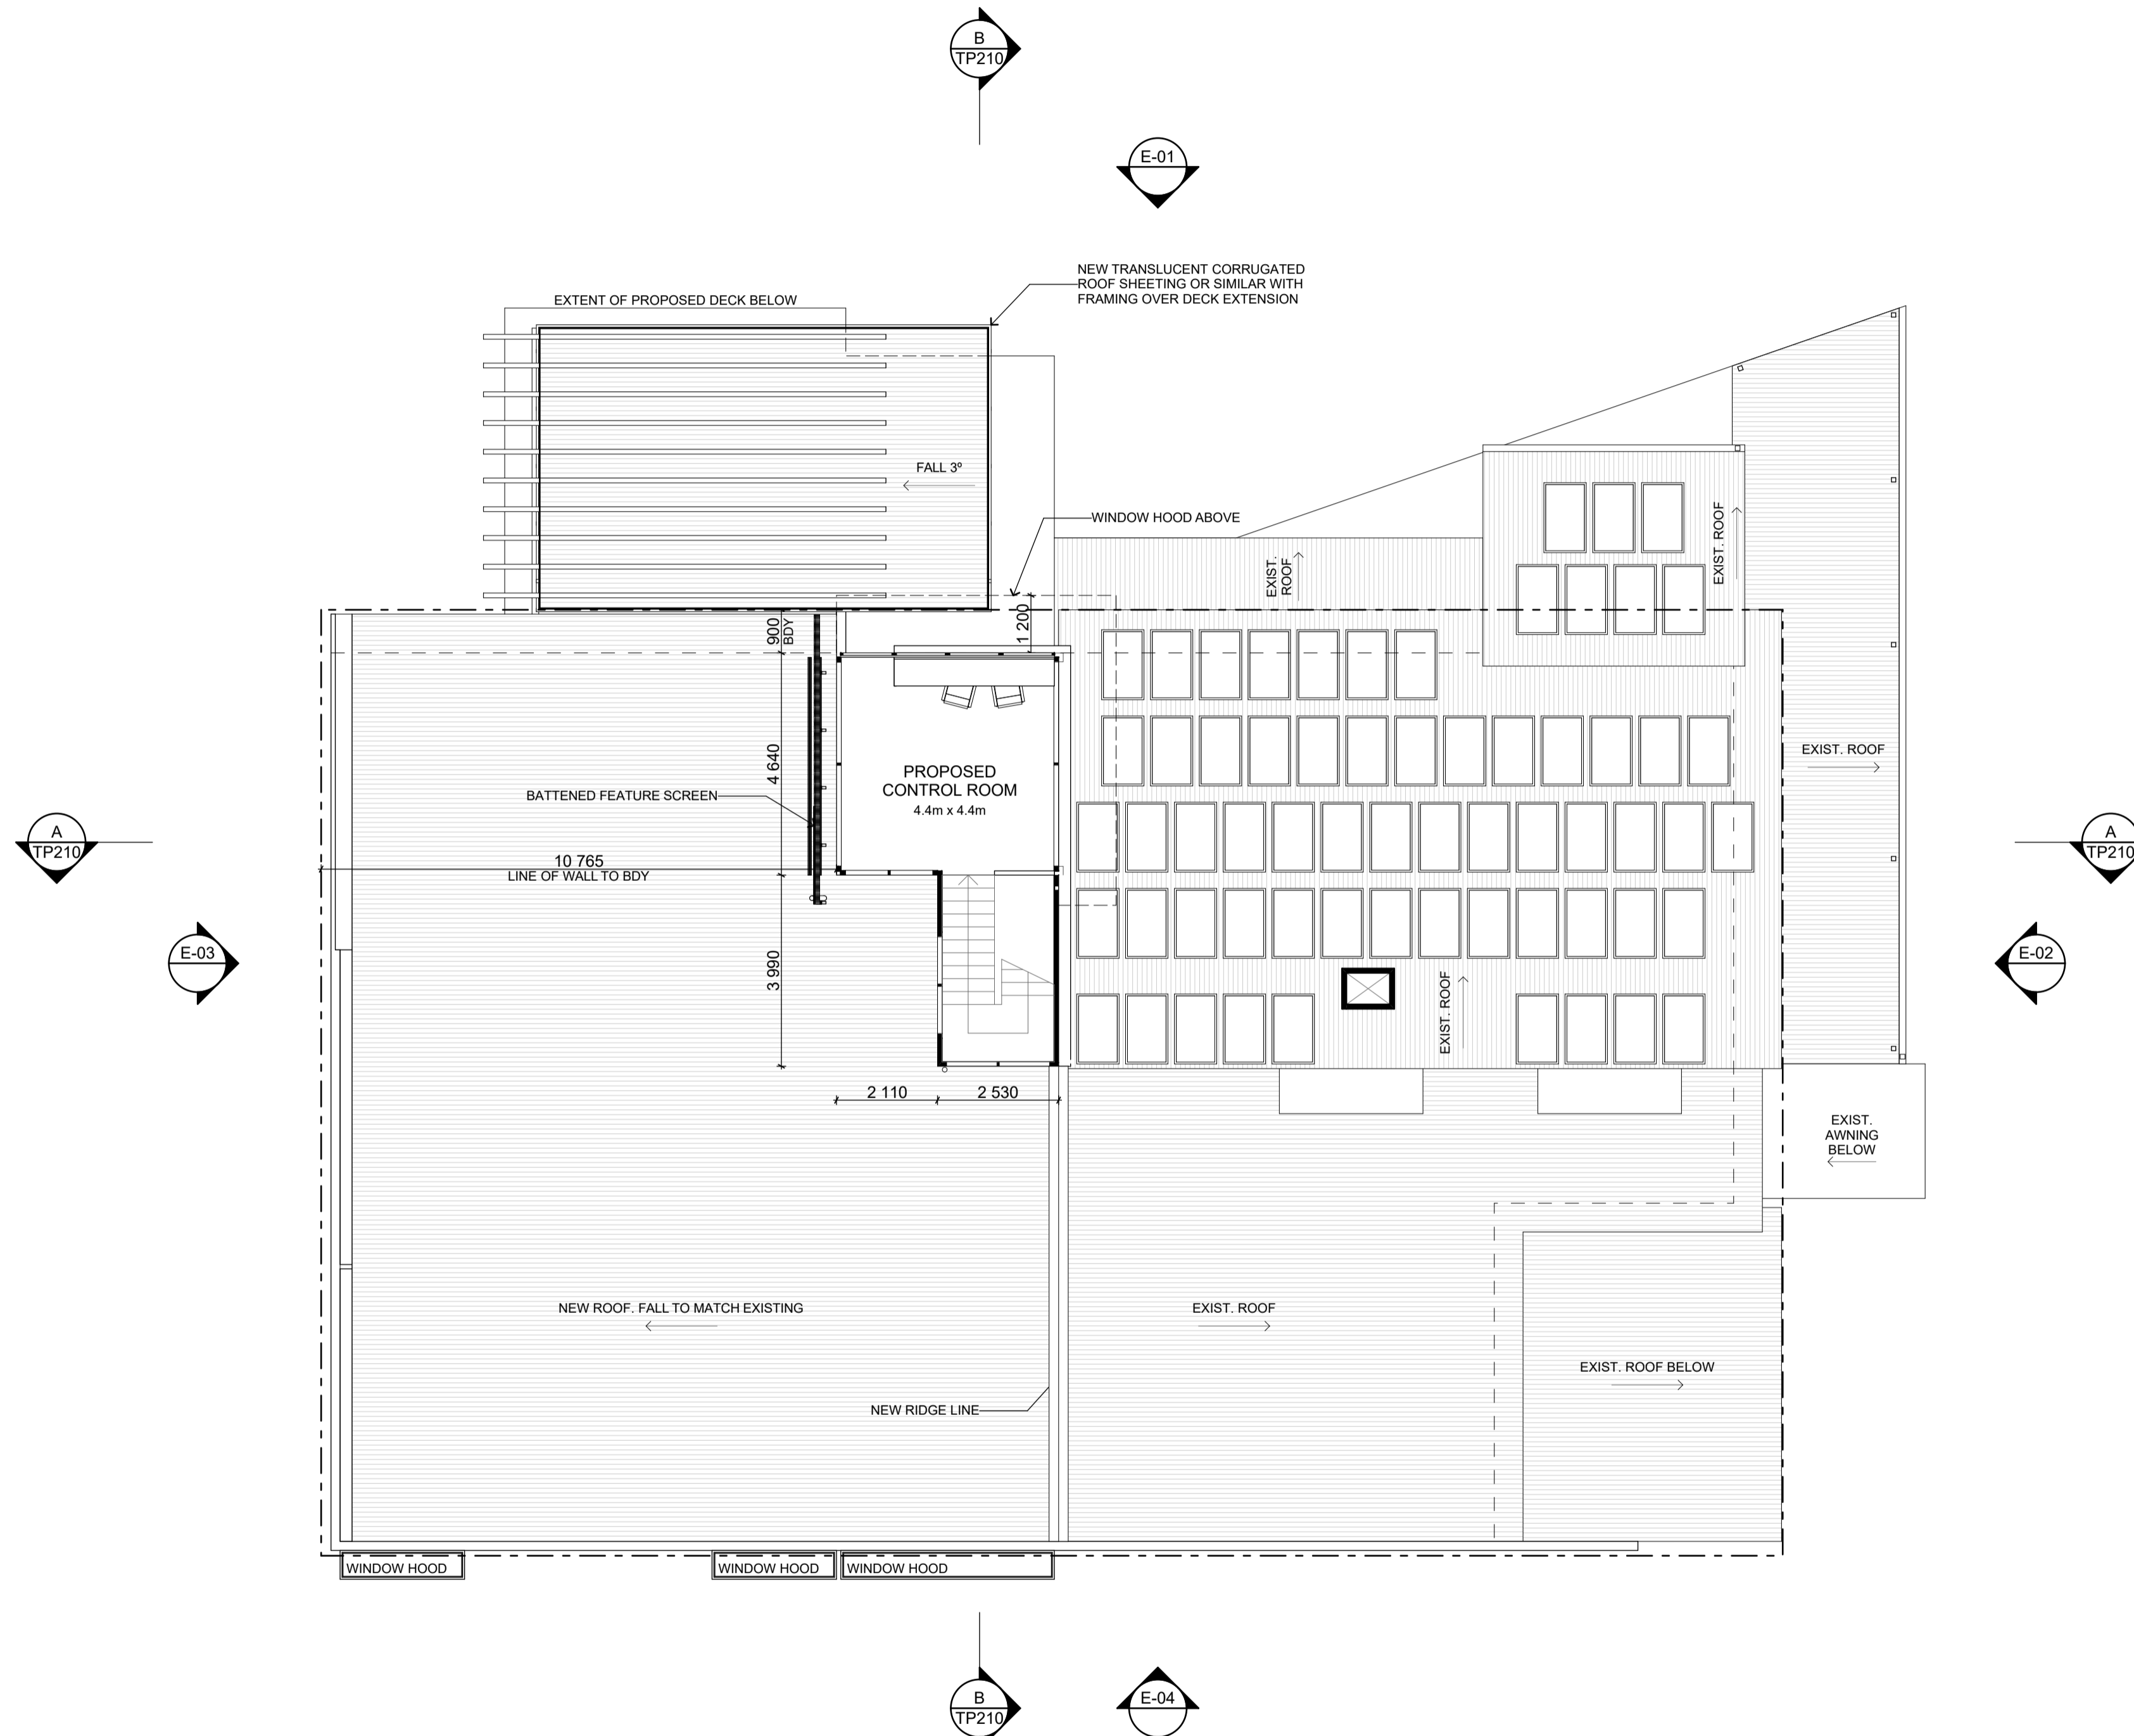 B
TP210
E-01
NEW TRANSLUCENT CORRUGATED
ROOF SHEETING OR SIMILAR WITH
FRAMING OVER DECK EXTENSION
EXTENT OF PROPOSED DECK BELOW
FALL 3º
WINDOW HOOD ABOVE
EXIST. ROOF
EXIST.
ROOF
900
BDY
1 200
4 640
PROPOSED
CONTROL ROOM
4.4m x 4.4m
EXIST. ROOF
BATTENED FEATURE SCREEN
A
TP210
A
TP210
10 765
LINE OF WALL TO BDY
E-03
E-02
3 990
EXIST. ROOF
2 110
2 530
EXIST.
AWNING
BELOW
NEW ROOF. FALL TO MATCH EXISTING
EXIST. ROOF
EXIST. ROOF BELOW
NEW RIDGE LINE
WINDOW HOOD
WINDOW HOOD
WINDOW HOOD
B
TP210
E-04